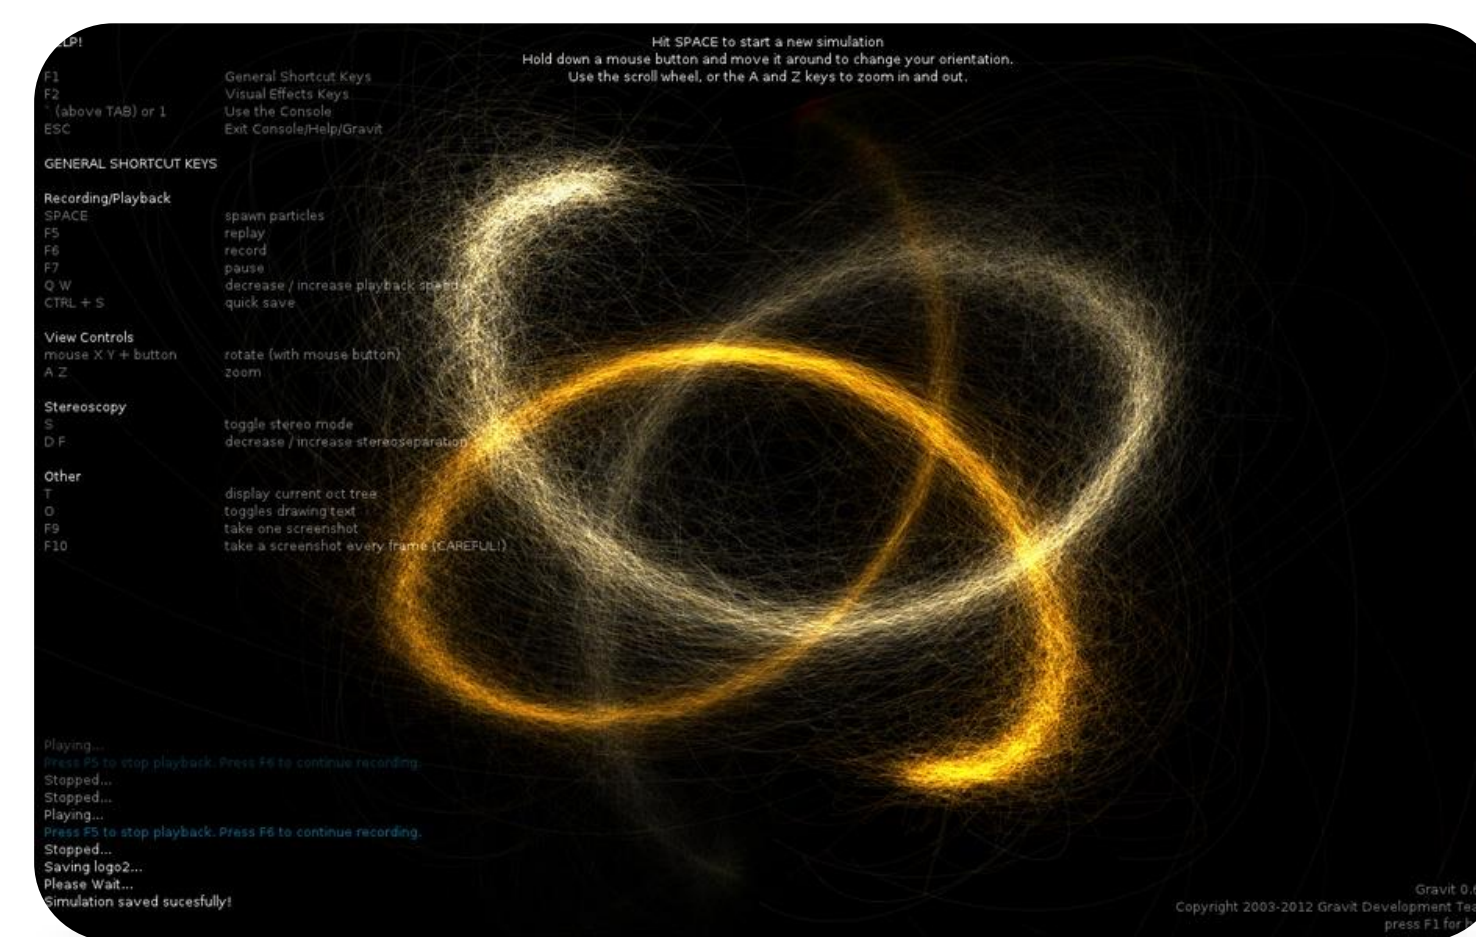 ELP!
F1 General Shortcut Keys
F2 Visual Effects Keys
` (above TAB) or 1 Use the Console
ESC Exit Console/Help/Gravit
GENERAL SHORTCUT KEYS
Recording/Playback
SPACE spawn particles
F5 replay
F6 record
F7 pause
Q W decrease / increase playback speed
CTRL + S quick save
View Controls
mouse X Y + button rotate (with mouse button)
A Z zoom
Stereoscopy
S toggle stereo mode
D F decrease / increase stereoseparation
Other
T display current oct tree
O toggles drawing text
F9 take one screenshot
F10 take a screenshot every frame (CAREFUL!)
Hit SPACE to start a new simulation
Hold down a mouse button and move it around to change your orientation.
Use the scroll wheel, or the A and Z keys to zoom in and out.
Playing...
Press F5 to stop playback. Press F6 to continue recording.
Stopped...
Stopped...
Playing...
Press F5 to stop playback. Press F6 to continue recording.
Stopped...
Saving logo2...
Please Wait...
Simulation saved sucesfully!
Gravit 0.
Copyright 2003-2012 Gravit Development
press F1 for